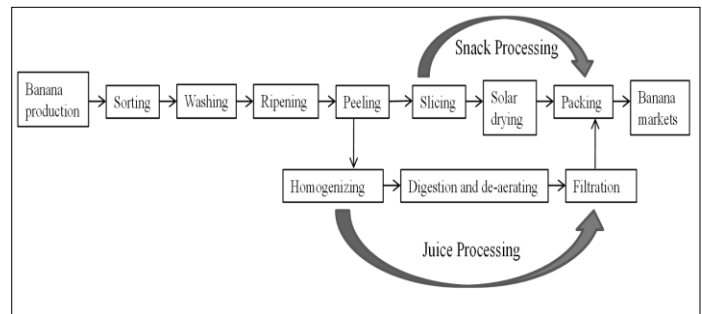 Snack Processing
Banana
production
Sorting
Washing
Ripening
Peeling
Slicing
Solar
drying
Packing
Banana
markets
Homogenizing
Digestion and de-aerating
Filtration
Juice Processing